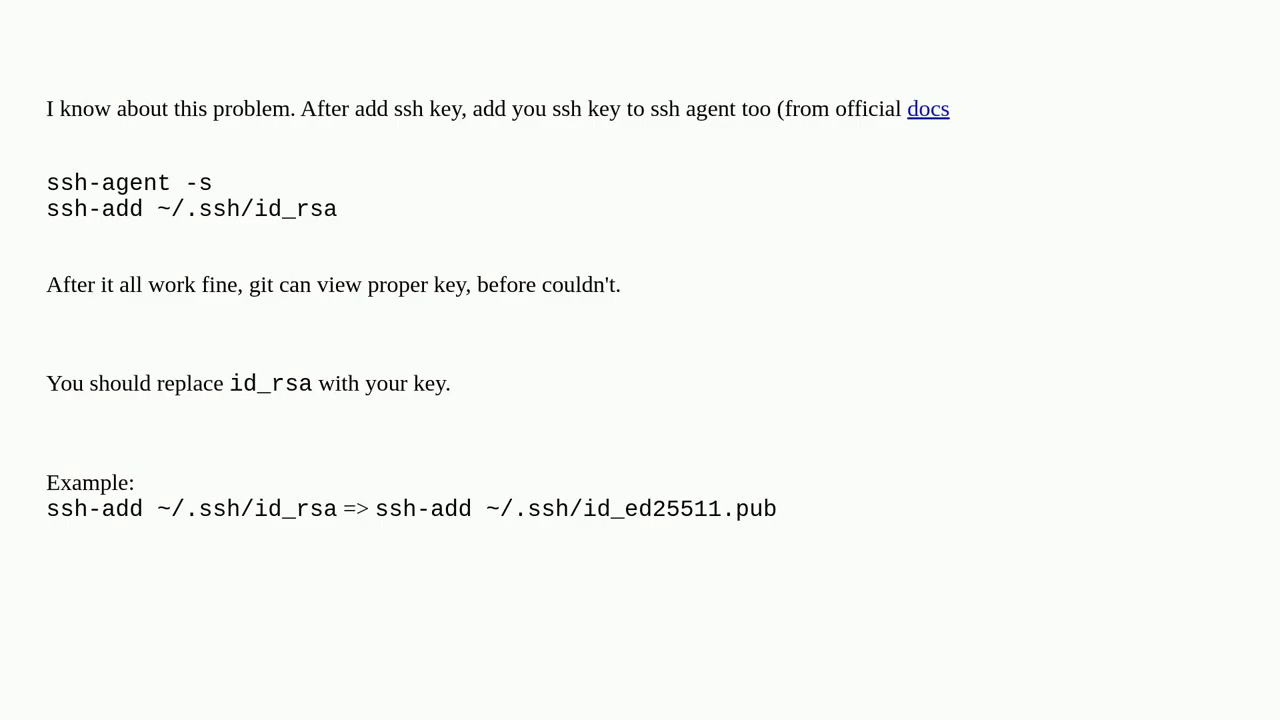 I know about this problem. After add ssh key, add you ssh key to ssh agent too (from official docs
ssh-agent -s
ssh-add ~/.ssh/id_rsa
After it all work fine, git can view proper key, before couldn't.
You should replace id_rsa with your key.
Example:
ssh-add ~/.ssh/id_rsa => ssh-add ~/.ssh/id_ed25511.pub